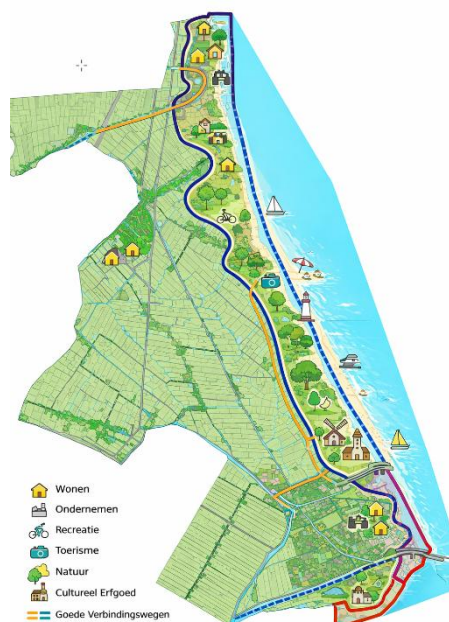 Wonen
Ondernemen
Recreatie
Toerisme
Natuur
Cultureel Erfgoed
Goede Verbindingswegen